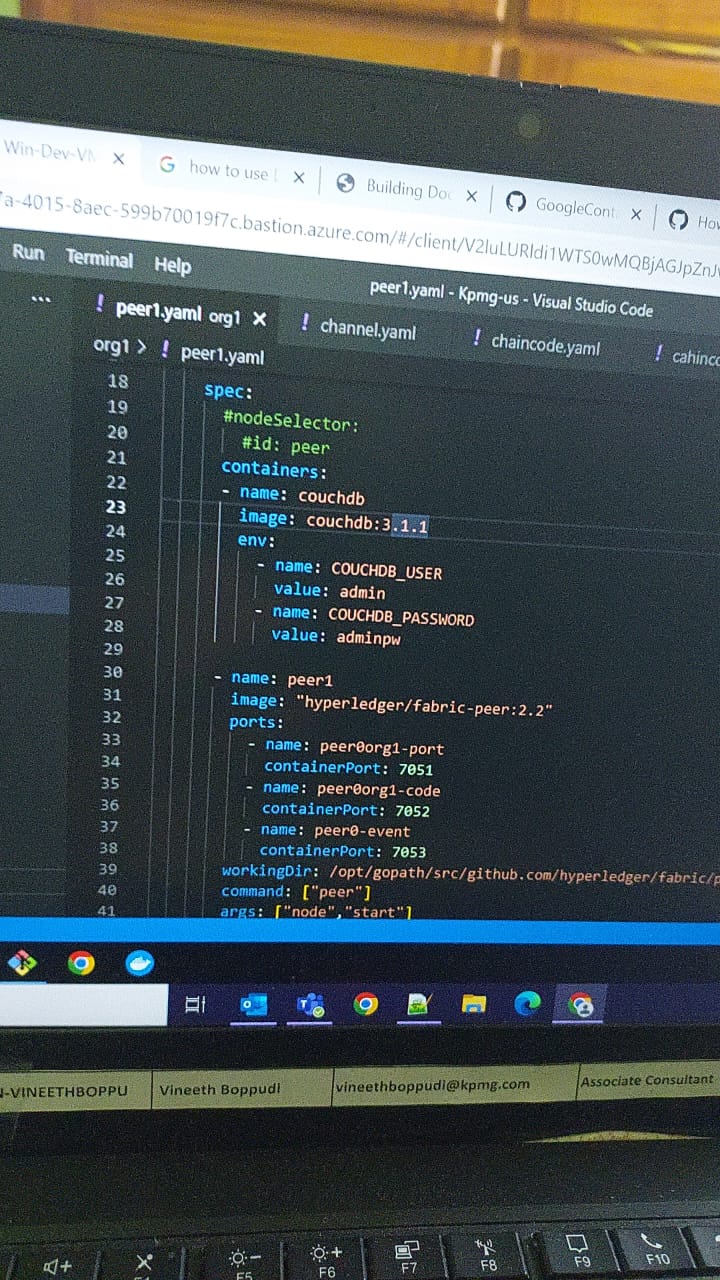 Win-Dev-VM
how to use
Building Doc
GoogleCont
How
7a-4015-8aec-599b70019f7c.bastion.azure.com/#/client/
Run Terminal Help
peer1.yaml - Kpmg-us - Visual Studio Code
... ! peer1.yaml org1 × ! channel.yaml ! chaincode.yaml ! cahinco
org1 > ! peer1.yaml
18 spec:
19 #nodeSelector:
20 #id: peer
21 containers:
22 - name: couchdb
23 image: couchdb:3.1.1
24 env:
25 - name: COUCHDB_USER
26 value: admin
27 - name: COUCHDB_PASSWORD
28 value: adminpw
29
30 - name: peer1
31 image: "hyperledger/fabric-peer:2.2"
32 ports:
33 - name: peer0org1-port
34 containerPort: 7051
35 - name: peer0org1-code
36 containerPort: 7052
37 - name: peer0-event
38 containerPort: 7053
39 workingDir: /opt/gopath/src/github.com/hyperledger/fabric/p
40 command: ["peer"]
41 args: ["node","start"]
N-VINEETHBOPPU Vineeth Boppudi vineethboppudi@kpmg.com Associate Consultant
F5 F6 F7 F8 F9 F10